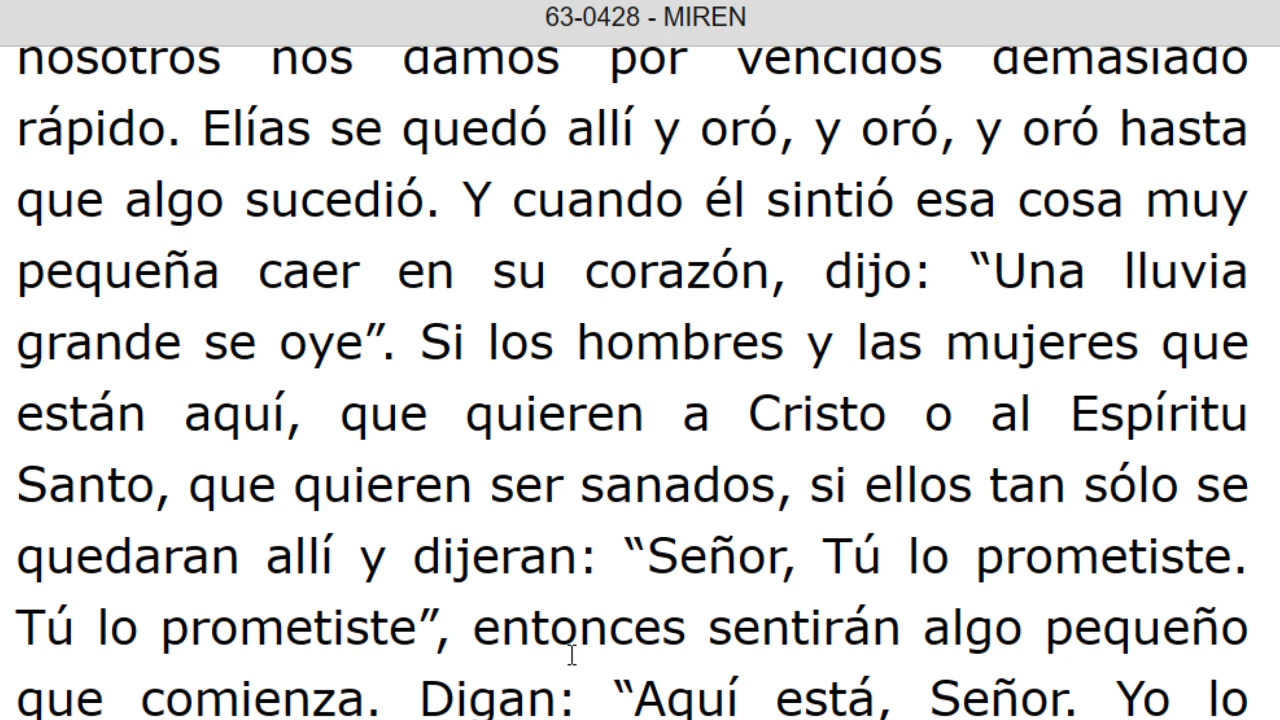 63-0428 - MIREN
nosotros nos damos por vencidos demasiado
rápido. Elías se quedó allí y oró, y oró, y oró hasta
que algo sucedió. Y cuando él sintió esa cosa muy
pequeña caer en su corazón, dijo: “Una lluvia
grande se oye”. Si los hombres y las mujeres que
están aquí, que quieren a Cristo o al Espíritu
Santo, que quieren ser sanados, si ellos tan sólo se
quedaran allí y dijeran: “Señor, Tú lo prometiste.
Tú lo prometiste”, entonces sentirán algo pequeño
que comienza. Digan: “Aquí está, Señor. Yo lo